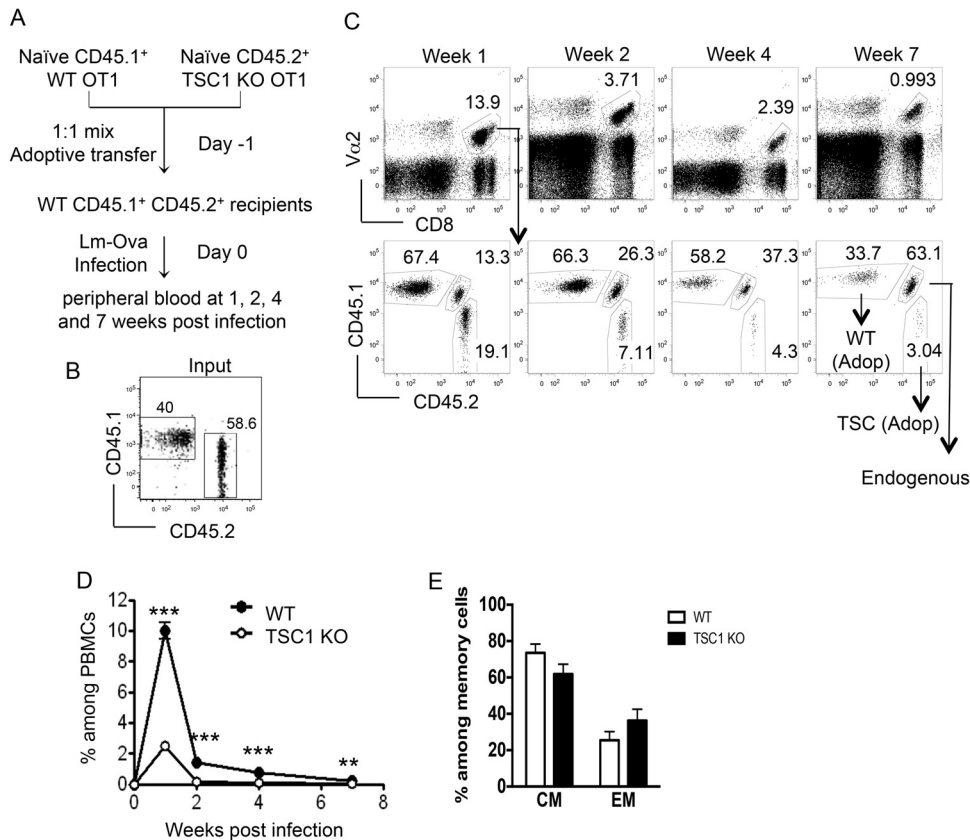 A
Naïve CD45.1+ Naïve CD45.2+
WT OT1 TSC1 KO OT1
1:1 mix
Adoptive transfer
Day -1
WT CD45.1+ CD45.2+ recipients
Lm-Ova
Infection
Day 0
peripheral blood at 1, 2, 4
and 7 weeks post infection
B
Input
40
58.6
CD45.1
CD45.2
C
Week 1 Week 2 Week 4 Week 7
13.9 3.71 2.39 0.993
Vα2
CD8
67.4 13.3 66.3 26.3 58.2 37.3 33.7 63.1
19.1 7.11 4.3 3.04
CD45.1
CD45.2
WT
(Adop)
TSC (Adop)
Endogenous
D
% among PBMCs
12
10
8
6
4
2
0
*** *** *** **
WT
TSC1 KO
0 2 4 6 8
Weeks post infection
E
% among memory cells
100
80
60
40
20
0
WT
TSC1 KO
CM EM